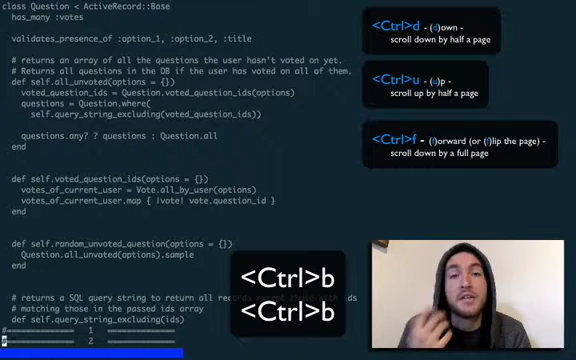 class Question < ActiveRecord::Base
has_many :votes
validates_presence_of :option_1, :option_2, :title
# returns an array of all the questions the user hasn't voted on yet.
# Returns all questions in the DB if the user has voted on all of them.
def self.all_unvoted(options = {})
voted_question_ids = Question.voted_question_ids(options)
questions = Question.where(
self.query_string_excluding(voted_question_ids))
questions.any? ? questions : Question.all
end
def self.voted_question_ids(options = {})
votes_of_current_user = Vote.all_by_user(options)
votes_of_current_user.map { |vote| vote.question_id }
end
def self.random_unvoted_question(options = {})
Question.all_unvoted(options).sample
end
# returns a SQL query string to return all records except those with ids
# matching those in the passed ids array
def self.query_string_excluding(ids)
#================ 1 ================
#================ 2 ================
<Ctrl>d - (d)own -
scroll down by half a page
<Ctrl>u - (u)p -
scroll up by half a page
<Ctrl>f - (f)orward (or (f)lip the page) -
scroll down by a full page
<Ctrl>b
<Ctrl>b